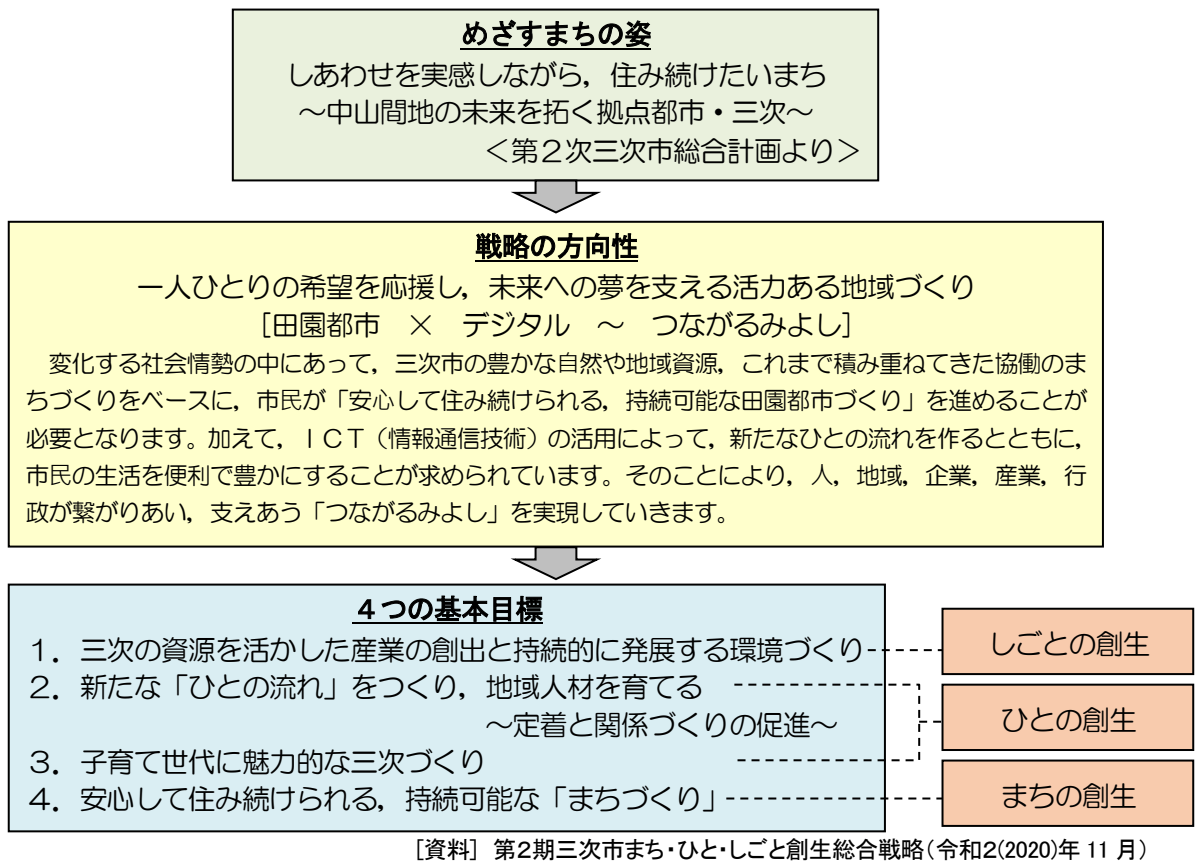 めざすまちの姿
しあわせを実感しながら，住み続けたいまち
～中山間地の未来を拓く拠点都市・三次～
＜第２次三次市総合計画より＞
戦略の方向性
一人ひとりの希望を応援し，未来への夢を支える活力ある地域づくり
［田園都市　×　デジタル　～　つながるみよし］
変化する社会情勢の中にあって，三次市の豊かな自然や地域資源，これまで積み重ねてきた協働のま
ちづくりをベースに，市民が「安心して住み続けられる，持続可能な田園都市づくり」を進めることが
必要となります。加えて，ＩＣＴ（情報通信技術）の活用によって，新たなひとの流れを作るとともに，
市民の生活を便利で豊かにすることが求められています。そのことにより，人，地域，企業，産業，行
政が繋がりあい，支えあう「つながるみよし」を実現していきます。
４つの基本目標
１．三次の資源を活かした産業の創出と持続的に発展する環境づくり
しごとの創生
２．新たな「ひとの流れ」をつくり，地域人材を育てる
～定着と関係づくりの促進～
ひとの創生
３．子育て世代に魅力的な三次づくり
４．安心して住み続けられる，持続可能な「まちづくり」
まちの創生
［資料］ 第２期三次市まち・ひと・しごと創生総合戦略（令和２(2020)年 11 月）